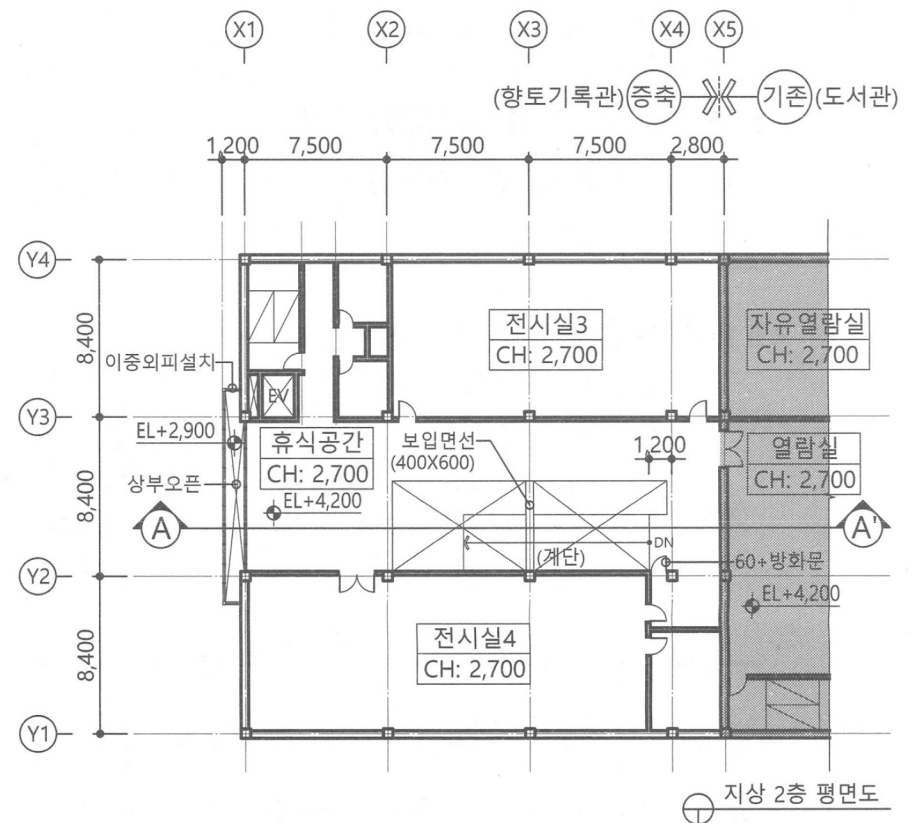 X1 X2 X3 X4 X5
(향토기록관) 증축 기존 (도서관)
1,200 7,500 7,500 7,500 2,800
Y4
8,400
전시실3
CH: 2,700
자유열람실
CH: 2,700
이중외피설치
EV
Y3
EL+2,900
휴식공간
CH: 2,700
보입면선
(400X600)
1,200
열람실
CH: 2,700
8,400
상부오픈
EL+4,200
A
A'
(계단)
DN
60+방화문
Y2
EL+4,200
8,400
전시실4
CH: 2,700
Y1
지상 2층 평면도